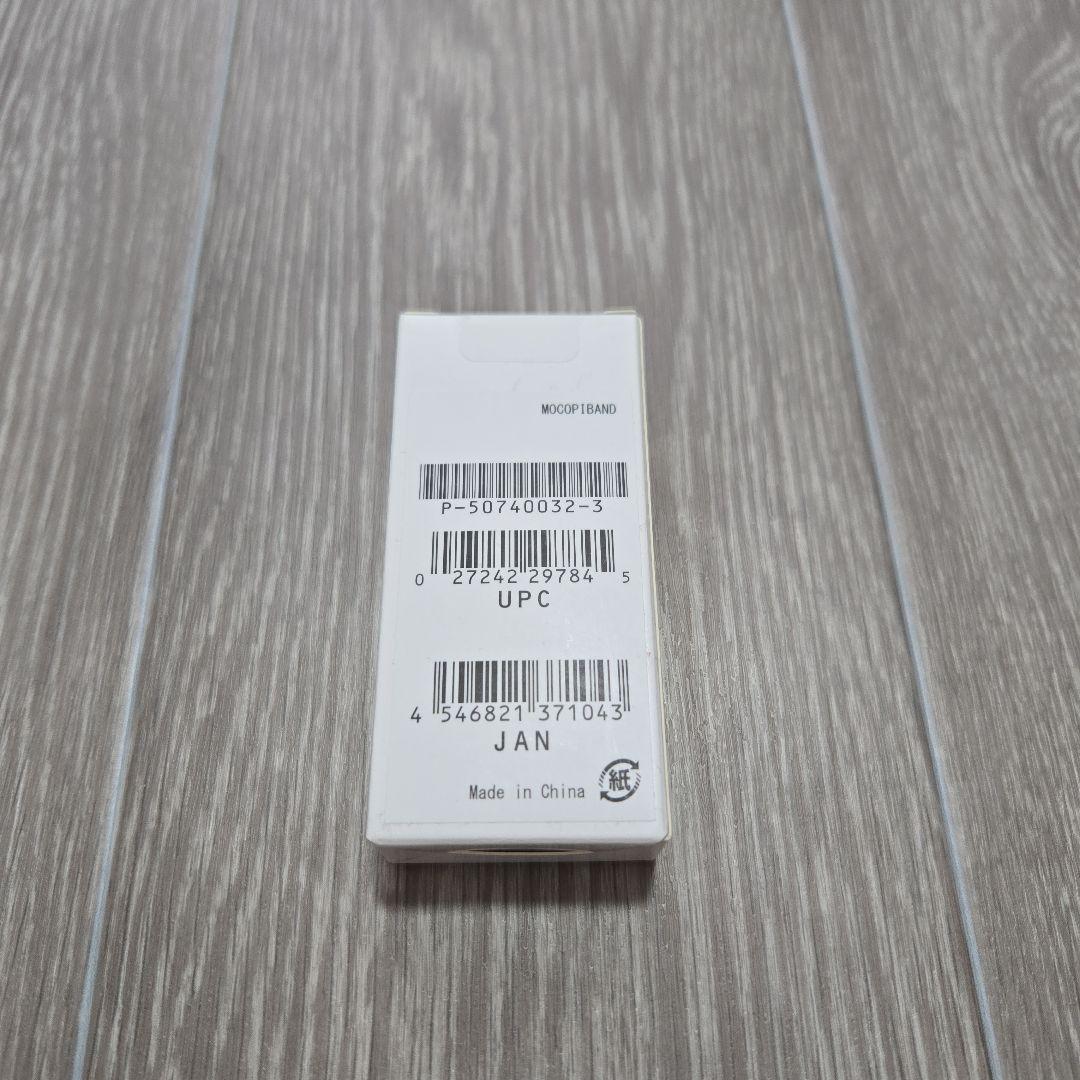 MOCOPIBAND
P-50740032-3
0 27242 29784 5
UPC
4 546821 371043
JAN
Made in China 紙